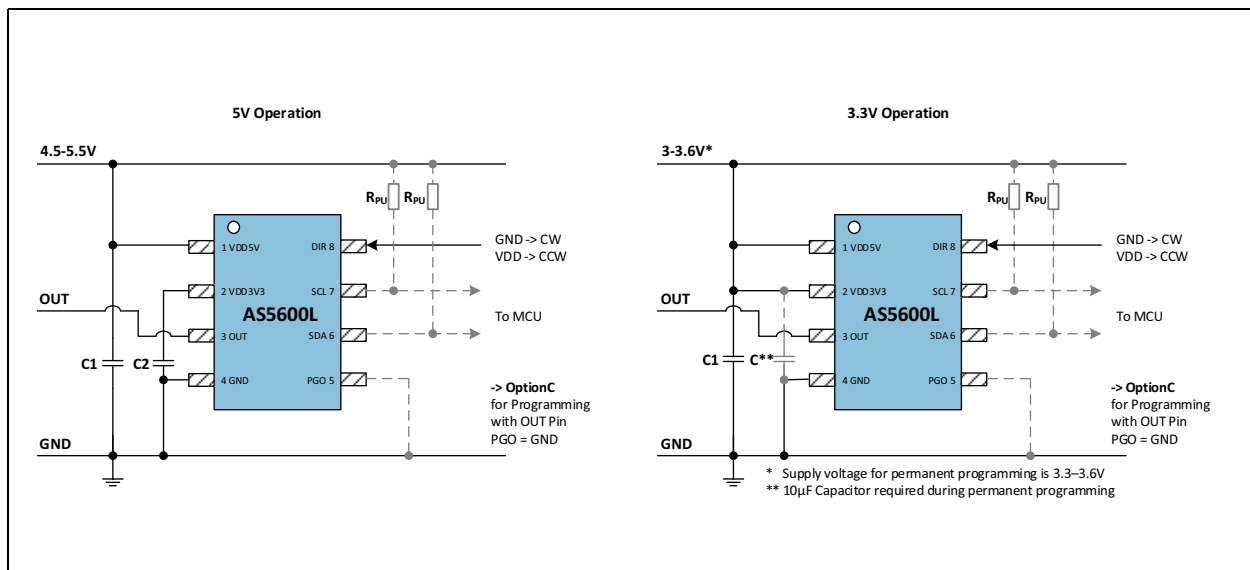 5V Operation
4.5-5.5V
RPU RPU
1 VDD5V
DIR 8
GND -> CW
VDD -> CCW
2 VDD3V3
SCL 7
OUT
AS5600L
To MCU
3 OUT
SDA 6
C1
C2
4 GND
PGO 5
-> OptionC
for Programming
with OUT Pin
PGO = GND
GND
3.3V Operation
3-3.6V*
RPU RPU
1 VDD5V
DIR 8
GND -> CW
VDD -> CCW
2 VDD3V3
SCL 7
OUT
AS5600L
To MCU
3 OUT
SDA 6
C1
C**
4 GND
PGO 5
-> OptionC
for Programming
with OUT Pin
PGO = GND
GND
* Supply voltage for permanent programming is 3.3–3.6V
** 10µF Capacitor required during permanent programming